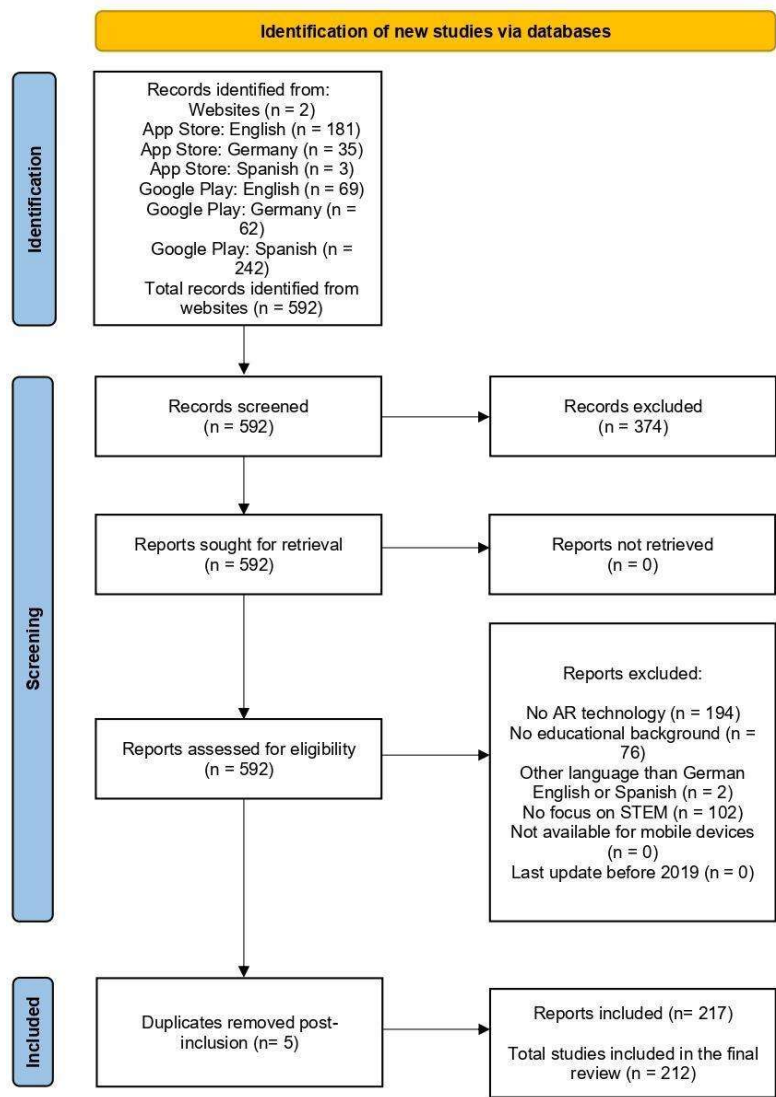 Identification of new studies via databases
Identification
Records identified from:
Websites (n = 2)
App Store: English (n = 181)
App Store: Germany (n = 35)
App Store: Spanish (n = 3)
Google Play: English (n = 69)
Google Play: Germany (n =
62)
Google Play: Spanish (n =
242)
Total records identified from
websites (n = 592)
Screening
Records screened
(n = 592)
Records excluded
(n = 374)
Reports sought for retrieval
(n = 592)
Reports not retrieved
(n = 0)
Reports assessed for eligibility
(n = 592)
Reports excluded:
No AR technology (n = 194)
No educational background (n =
76)
Other language than German
English or Spanish (n = 2)
No focus on STEM (n = 102)
Not available for mobile devices
(n = 0)
Last update before 2019 (n = 0)
Included
Duplicates removed post-
inclusion (n= 5)
Reports included (n= 217)
Total studies included in the final
review (n = 212)